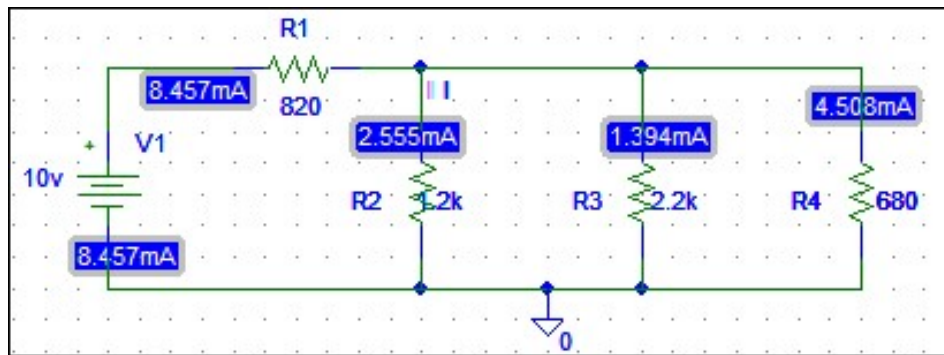 R1
8.457mA
820
I I
4.508mA
2.555mA
1.394mA
+
V1
10v
R2
1.2k
R3
2.2k
R4
680
8.457mA
0